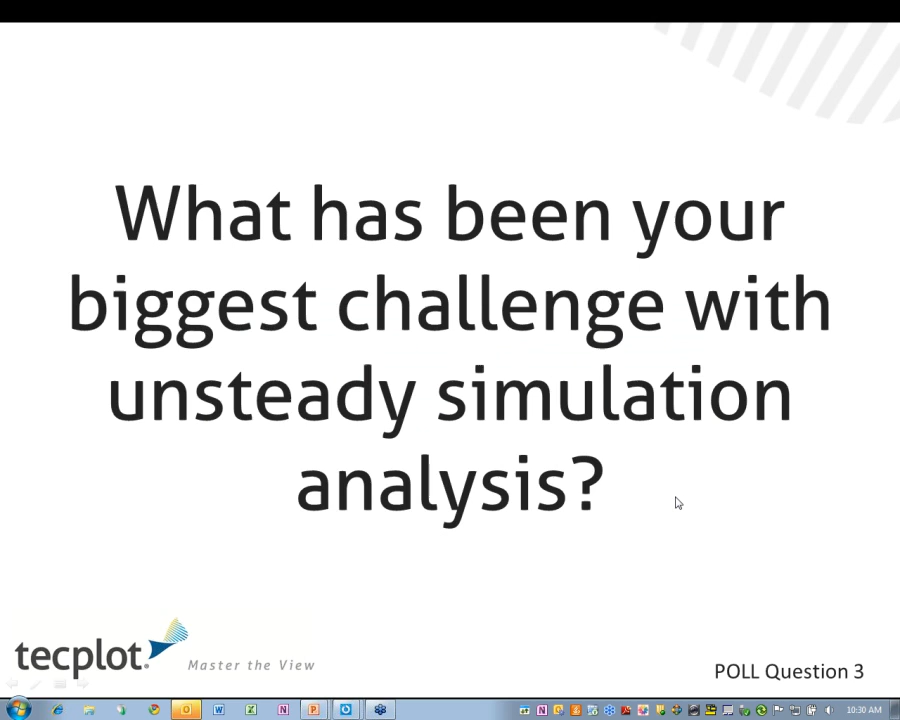 What has been your
biggest challenge with
unsteady simulation
analysis?
tecplot.
Master the View
POLL Question 3
10:30 AM